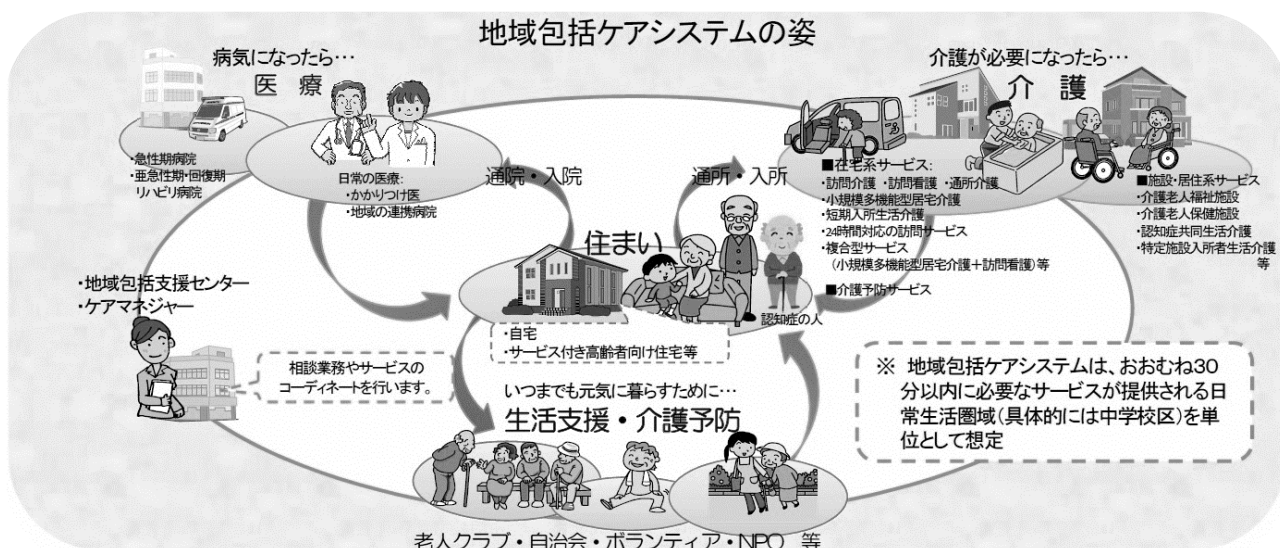 地域包括ケアシステムの姿
病気になったら…
医 療
・急性期病院
・亜急性期・回復期
リハビリ病院
日常の医療:
・かかりつけ医
・地域の連携病院
通院・入院
通所・入所
介護が必要になったら…
介 護
■在宅系サービス:
・訪問介護 ・訪問看護 ・通所介護
・小規模多機能型居宅介護
・短期入所生活介護
・24時間対応の訪問サービス
・複合型サービス
(小規模多機能型居宅介護+訪問看護)等
■介護予防サービス
■施設・居住系サービス
・介護老人福祉施設
・介護老人保健施設
・認知症共同生活介護
・特定施設入所者生活介護
等
住まい
認知症の人
・自宅
・サービス付き高齢者向け住宅等
・地域包括支援センター
・ケアマネジャー
相談業務やサービスの
コーディネートを行います。
いつまでも元気に暮らすために…
生活支援・介護予防
老人クラブ・自治会・ボランティア・NPO 等
※ 地域包括ケアシステムは、おおむね30
分以内に必要なサービスが提供される日
常生活圏域(具体的には中学校区)を単
位として想定